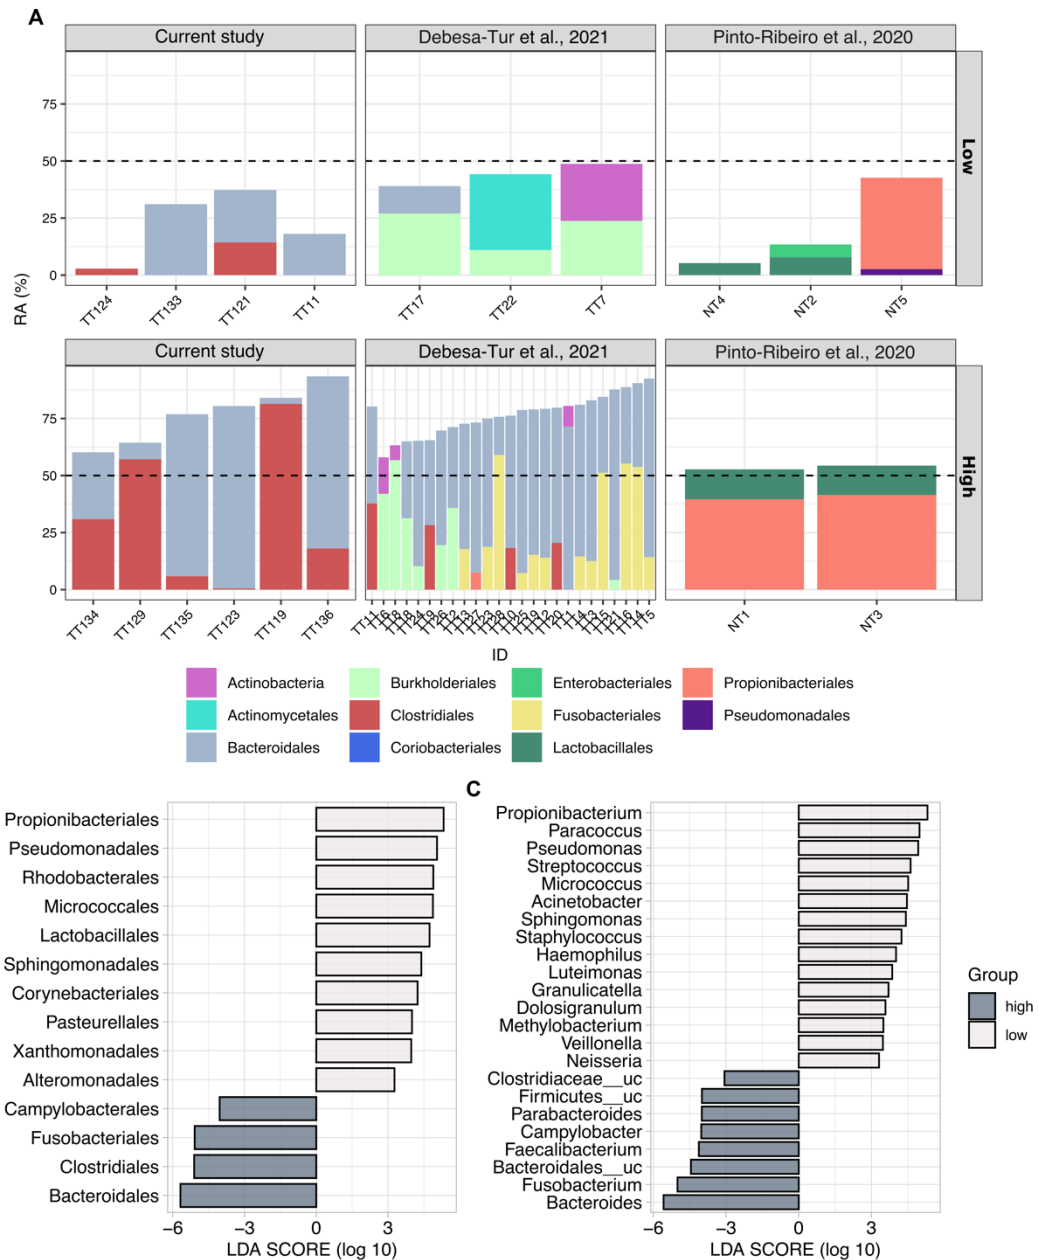 A
Current study
Debesa-Tur et al., 2021
Pinto-Ribeiro et al., 2020
75
50
25
0
Low
TT124
TT133
TT121
TT11
TT17
TT22
TT7
NT4
NT2
NT5
RA (%)
Current study
Debesa-Tur et al., 2021
Pinto-Ribeiro et al., 2020
75
50
25
0
High
TT134
TT129
TT135
TT123
TT119
TT136
TT11
NT1
NT3
ID
Actinobacteria
Burkholderiales
Enterobacteriales
Propionibacteriales
Actinomycetales
Clostridiales
Fusobacteriales
Pseudomonadales
Bacteroidales
Coriobacteriales
Lactobacillales
Propionibacteriales
Pseudomonadales
Rhodobacterales
Micrococcales
Lactobacillales
Sphingomonadales
Corynebacteriales
Pasteurellales
Xanthomonadales
Alteromonadales
Campylobacterales
Fusobacteriales
Clostridiales
Bacteroidales
−6
−3
0
3
LDA SCORE (log 10)
C
Propionibacterium
Paracoccus
Pseudomonas
Streptococcus
Micrococcus
Acinetobacter
Sphingomonas
Staphylococcus
Haemophilus
Luteimonas
Granulicatella
Dolosigranulum
Methylobacterium
Veillonella
Neisseria
Clostridiaceae__uc
Firmicutes__uc
Parabacteroides
Campylobacter
Faecalibacterium
Bacteroidales__uc
Fusobacterium
Bacteroides
−6
−3
0
3
LDA SCORE (log 10)
Group
high
low